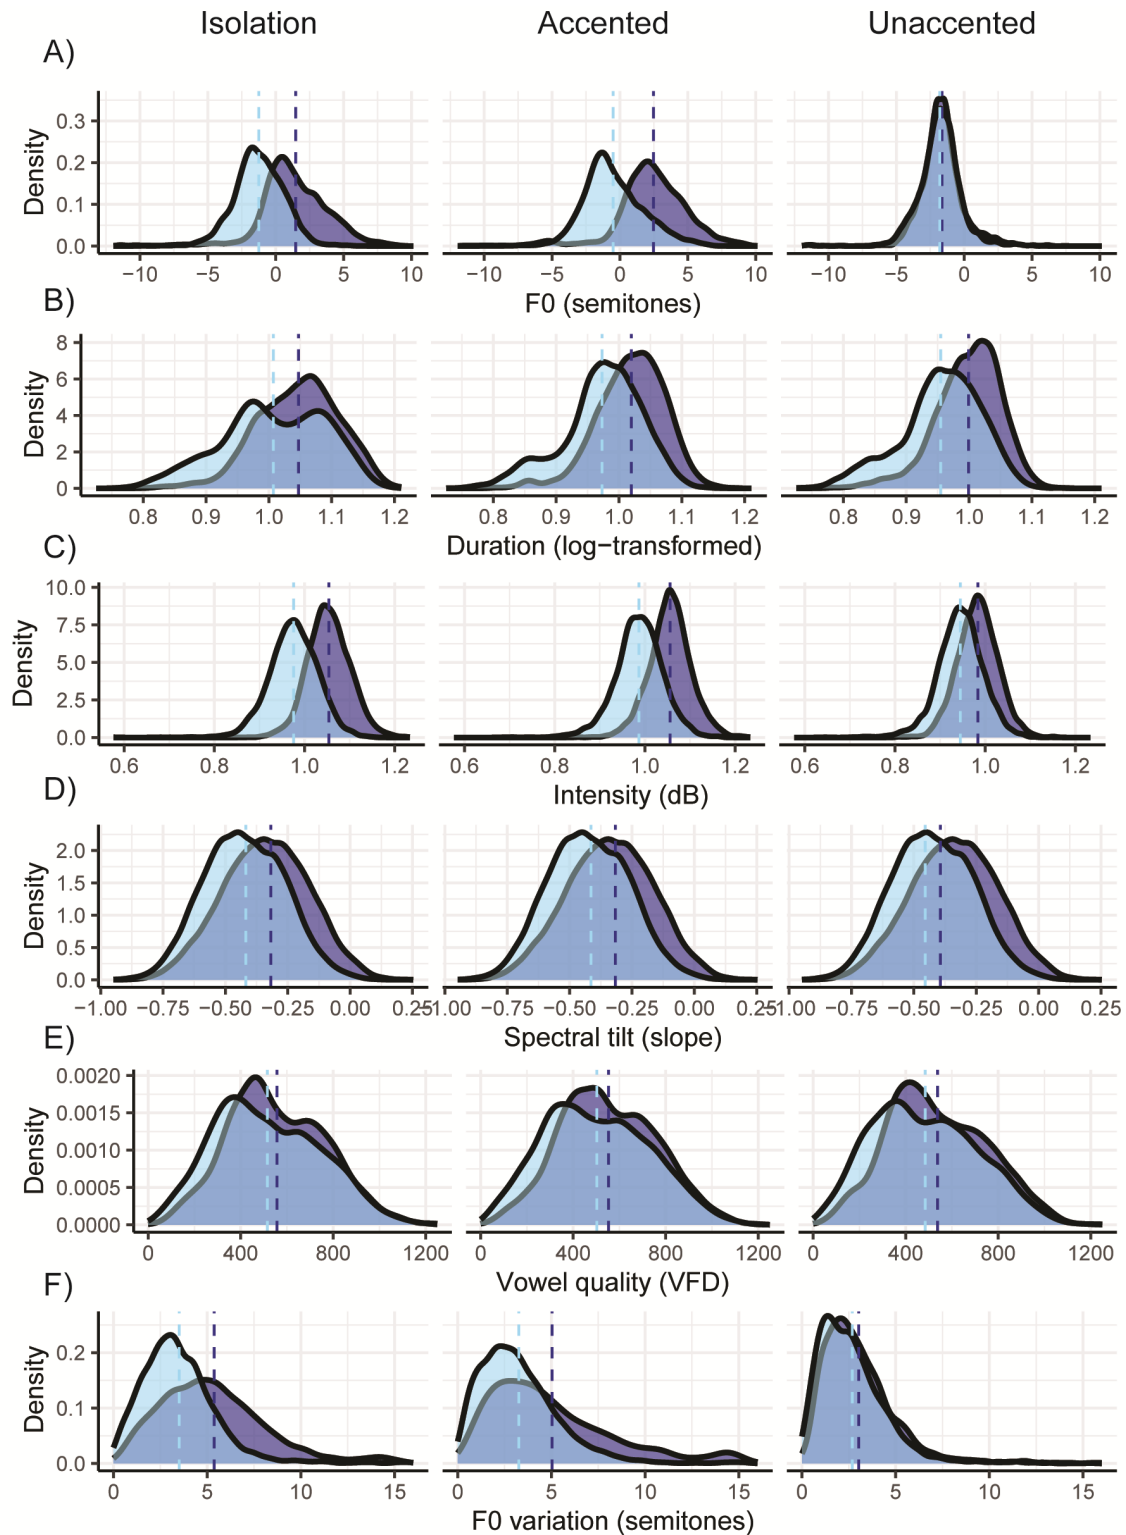 Isolation Accented Unaccented
A)
Density
0.3
0.2
0.1
0.0
−10 −5 0 5 10 −10 −5 0 5 10 −10 −5 0 5 10
F0 (semitones)
B)
Density
8
6
4
2
0
0.8 0.9 1.0 1.1 1.2 0.8 0.9 1.0 1.1 1.2 0.8 0.9 1.0 1.1 1.2
Duration (log−transformed)
C)
Density
10.0
7.5
5.0
2.5
0.0
0.6 0.8 1.0 1.2 0.6 0.8 1.0 1.2 0.6 0.8 1.0 1.2
Intensity (dB)
D)
Density
2.0
1.5
1.0
0.5
0.0
−1.00 −0.75 −0.50 −0.25 0.00 0.251.00 −0.75 −0.50 −0.25 0.00 0.251.00 −0.75 −0.50 −0.25 0.00 0.25
Spectral tilt (slope)
E)
Density
0.0020
0.0015
0.0010
0.0005
0.0000
0 400 800 1200 0 400 800 1200 0 400 800 1200
Vowel quality (VFD)
F)
Density
0.2
0.1
0.0
0 5 10 15 0 5 10 15 0 5 10 15
F0 variation (semitones)